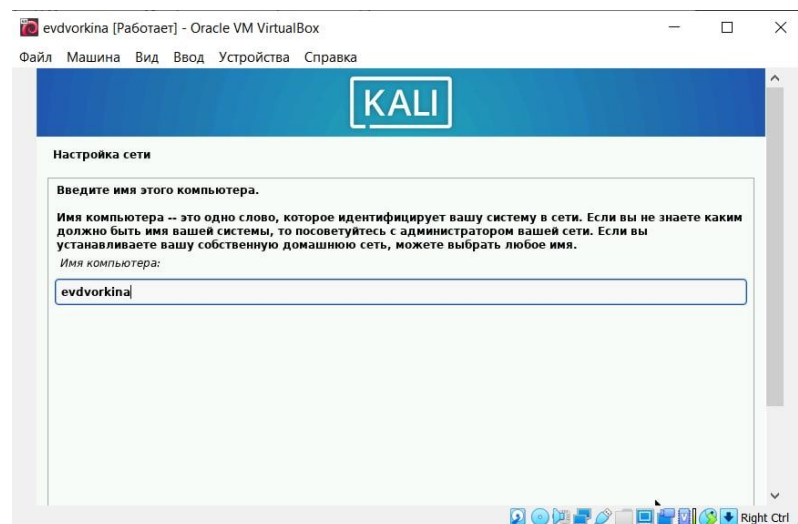 evdvorkina [Работает] - Oracle VM VirtualBox
Файл Машина Вид Ввод Устройства Справка
KALI
Настройка сети
Введите имя этого компьютера.
Имя компьютера -- это одно слово, которое идентифицирует вашу систему в сети. Если вы не знаете каким
должно быть имя вашей системы, то посоветуйтесь с администратором вашей сети. Если вы
устанавливаете вашу собственную домашнюю сеть, можете выбрать любое имя.
Имя компьютера:
evdvorkina
Right Ctrl